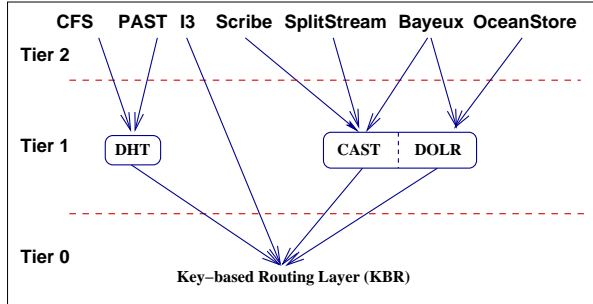 CFS PAST I3 Scribe SplitStream Bayeux OceanStore
Tier 2
Tier 1 DHT CAST DOLR
Tier 0
Key−based Routing Layer (KBR)